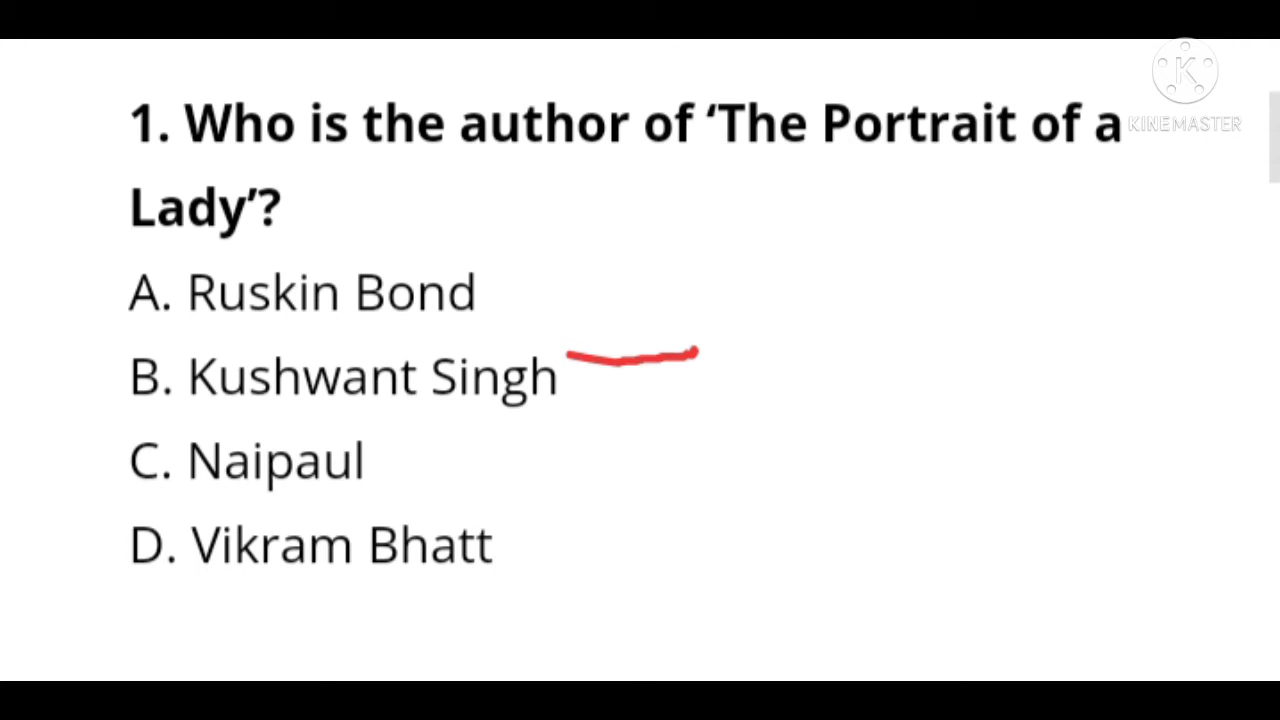 K
KINEMASTER
1. Who is the author of ‘The Portrait of a
Lady’?
A. Ruskin Bond
B. Kushwant Singh
C. Naipaul
D. Vikram Bhatt